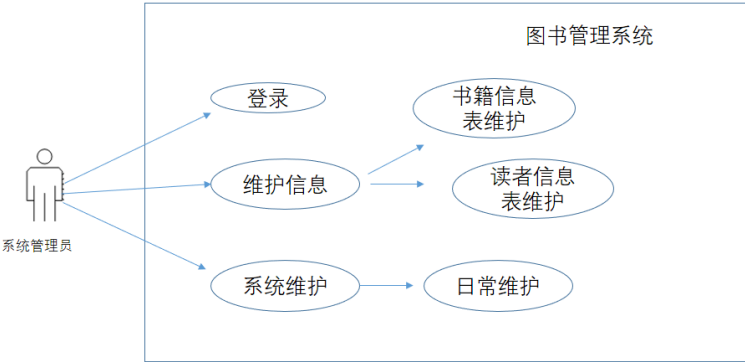 图书管理系统
登录
书籍信息
表维护
维护信息
读者信息
表维护
系统管理员
系统维护
日常维护